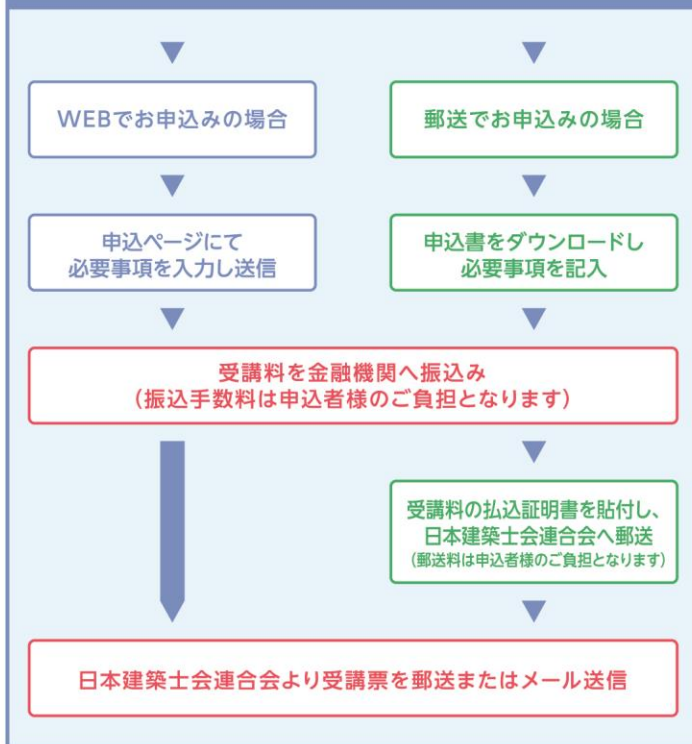 WEBでお申込みの場合
郵送でお申込みの場合
申込ページにて
必要事項を入力し送信
申込書をダウンロードし
必要事項を記入
受講料を金融機関へ振込み
（振込手数料は申込者様のご負担となります）
受講料の払込証明書を貼付し、
日本建築士会連合会へ郵送
（郵送料は申込者様のご負担となります）
日本建築士会連合会より受講票を郵送またはメール送信